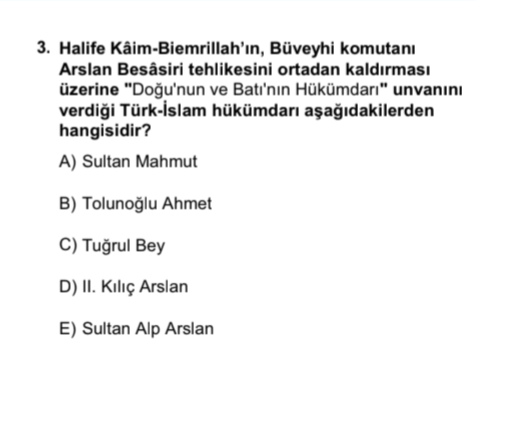 3. Halife Kâim-Biemrillah'ın, Büveyhi komutanı
Arslan Besâsiri tehlikesini ortadan kaldırması
üzerine "Doğu'nun ve Batı'nın Hükümdarı" unvanını
verdiği Türk-İslam hükümdarı aşağıdakilerden
hangisidir?
A) Sultan Mahmut
B) Tolunoğlu Ahmet
C) Tuğrul Bey
D) II. Kılıç Arslan
E) Sultan Alp Arslan